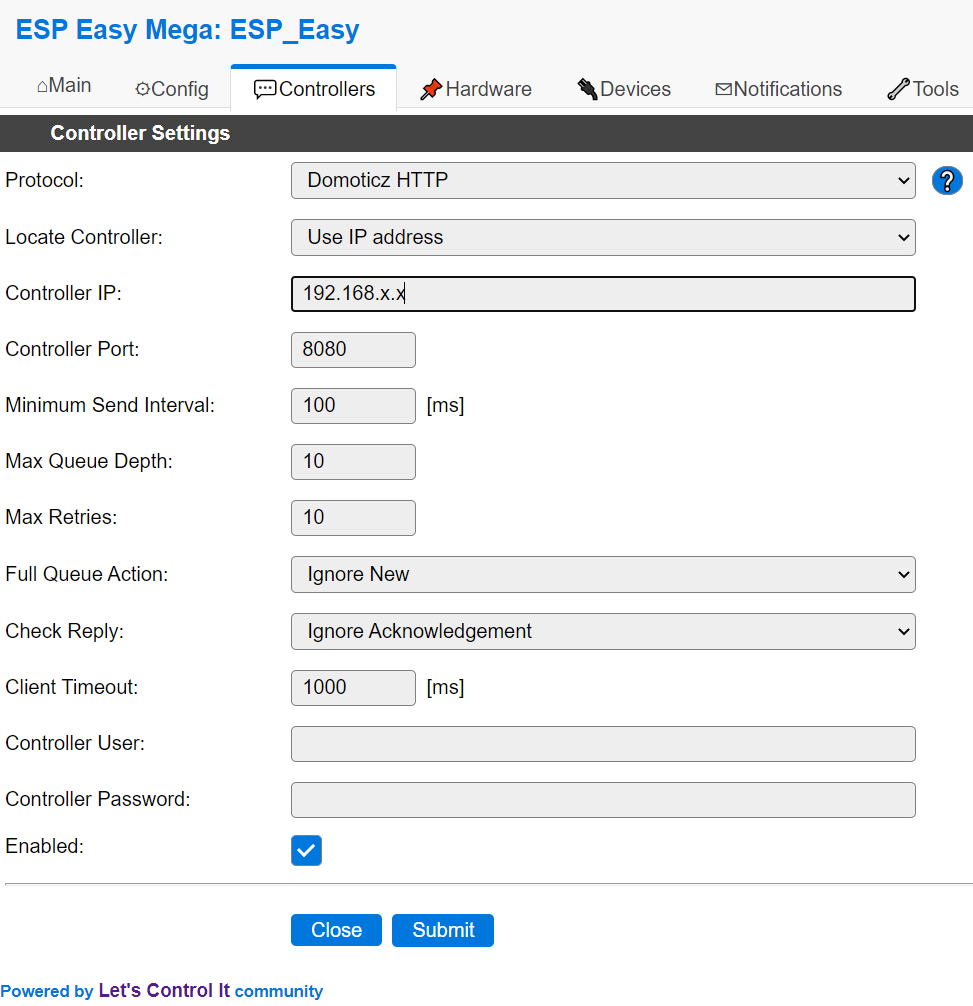 ESP Easy Mega: ESP_Easy
⌂Main ⚙Config 💬Controllers 📌Hardware 🔌Devices ✉Notifications 🔧Tools
Controller Settings
Protocol: Domoticz HTTP ?
Locate Controller: Use IP address
Controller IP: 192.168.x.x
Controller Port: 8080
Minimum Send Interval: 100 [ms]
Max Queue Depth: 10
Max Retries: 10
Full Queue Action: Ignore New
Check Reply: Ignore Acknowledgement
Client Timeout: 1000 [ms]
Controller User:
Controller Password:
Enabled:
Close Submit
Powered by Let's Control It community